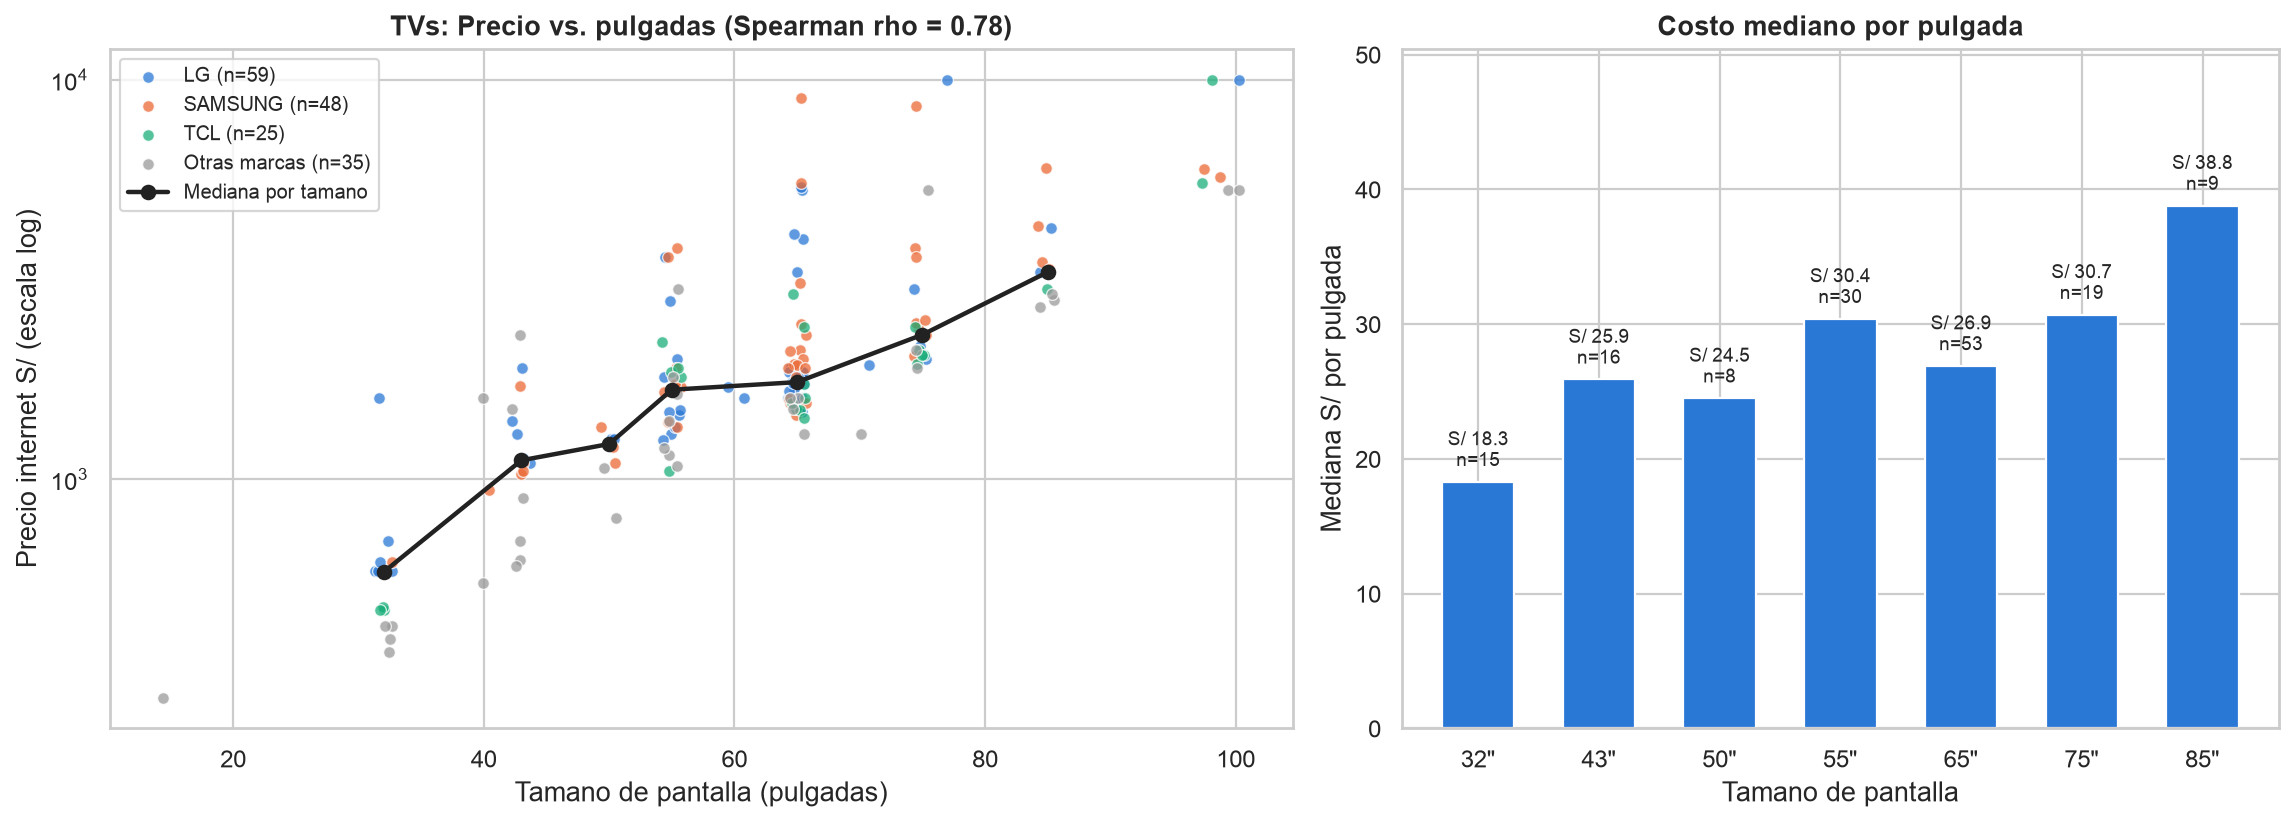 TVs: Precio vs. pulgadas (Spearman rho = 0.78)
LG (n=59)
SAMSUNG (n=48)
TCL (n=25)
Otras marcas (n=35)
Mediana por tamano
10⁴
10³
Precio internet S/ (escala log)
20 40 60 80 100
Tamano de pantalla (pulgadas)
Costo mediano por pulgada
50
40
30
20
10
0
Mediana S/ por pulgada
S/ 18.3
n=15
S/ 25.9
n=16
S/ 24.5
n=8
S/ 30.4
n=30
S/ 26.9
n=53
S/ 30.7
n=19
S/ 38.8
n=9
32" 43" 50" 55" 65" 75" 85"
Tamano de pantalla